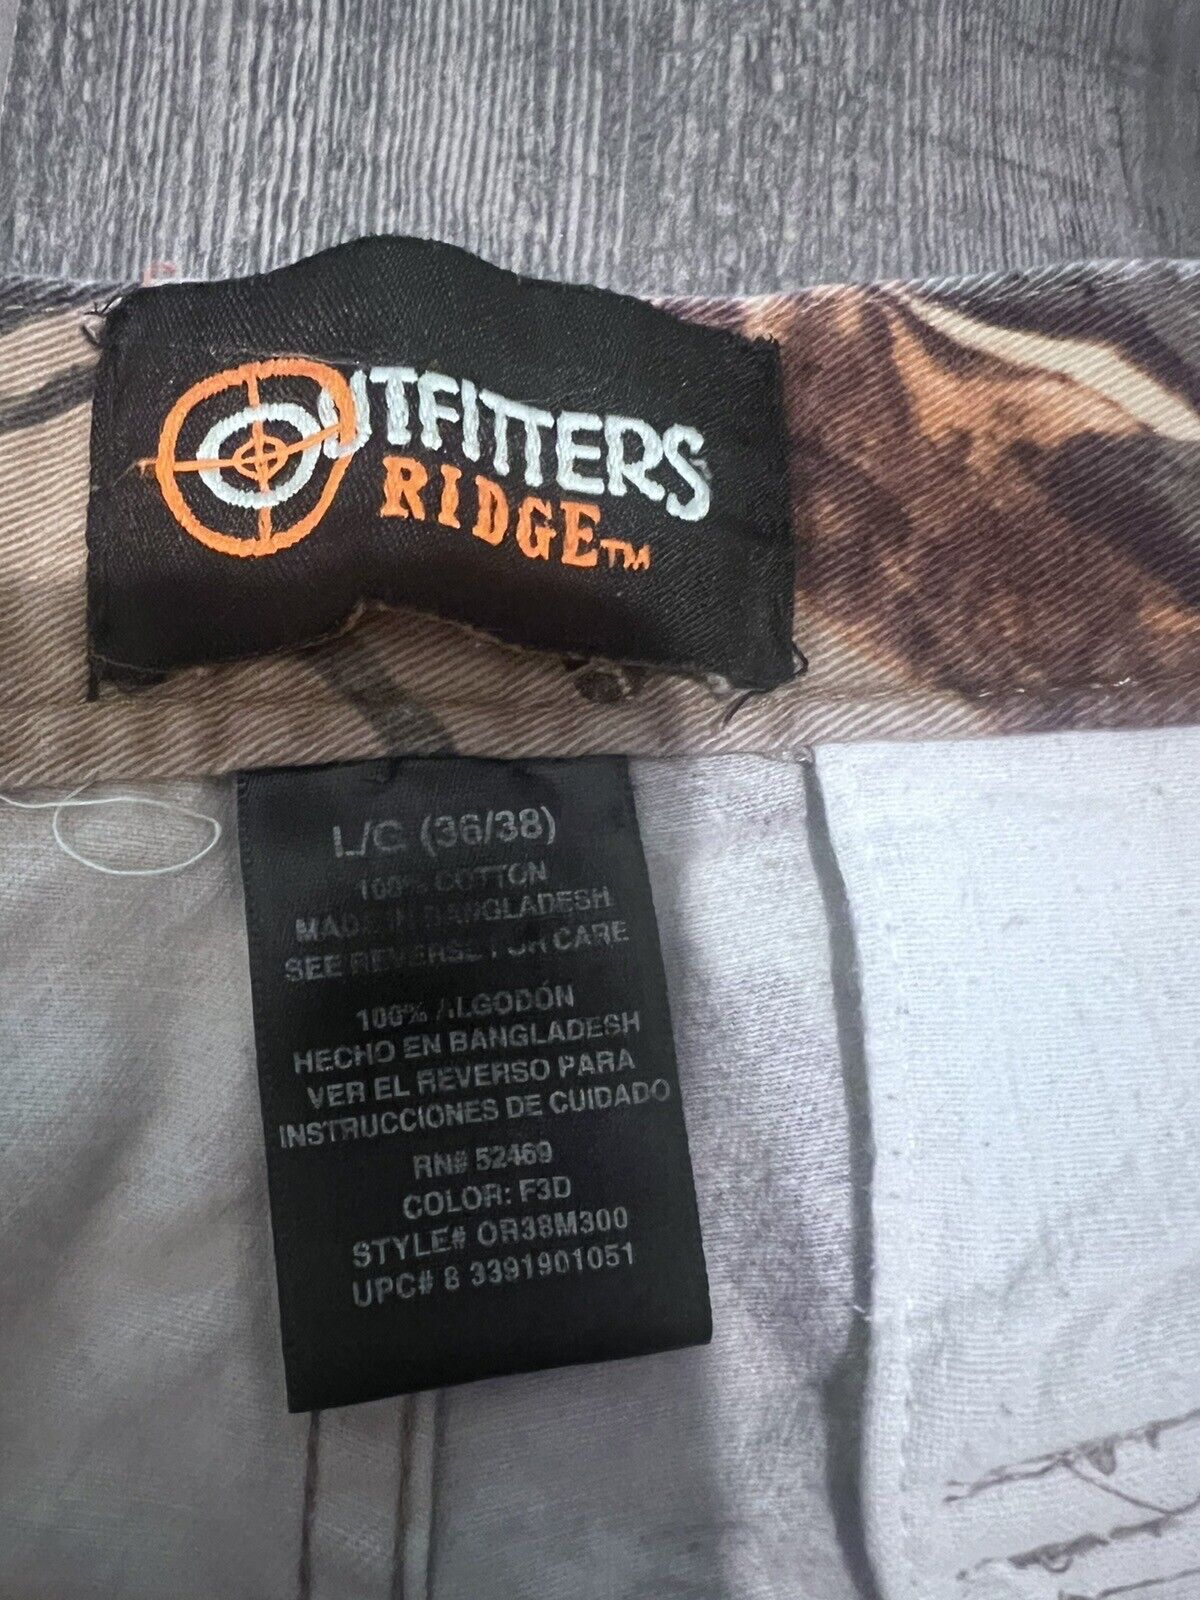 OUTFITTERS
RIDGE™
L/G (36/38)
100% COTTON
MADE IN BANGLADESH
SEE REVERSE FOR CARE
100% ALGODÓN
HECHO EN BANGLADESH
VER EL REVERSO PARA
INSTRUCCIONES DE CUIDADO
RN# 52469
COLOR: F3D
STYLE# OR38M300
UPC# 8 3391901051